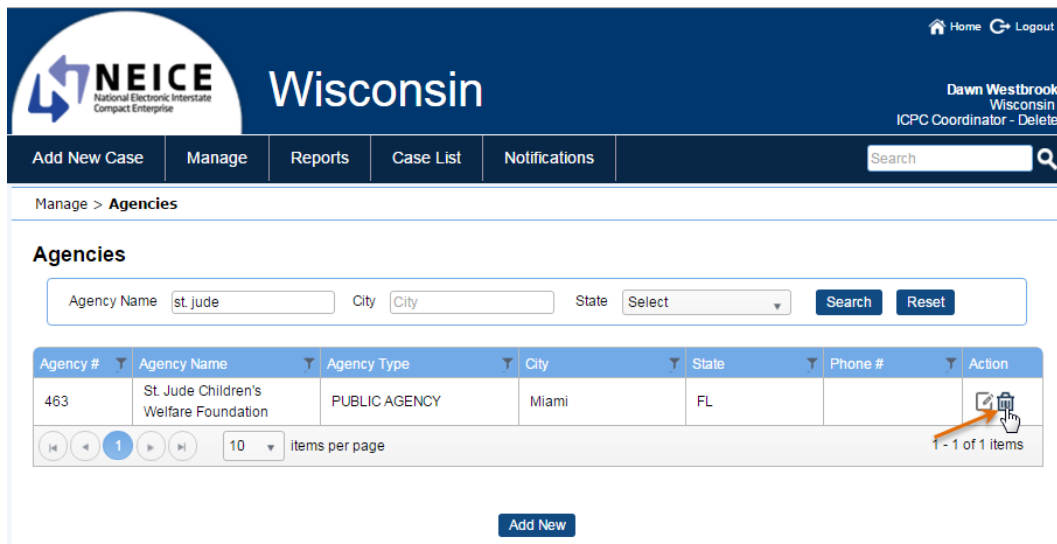 Home Logout
NEICE
National Electronic Interstate
Compact Enterprise
Wisconsin
Dawn Westbrook
Wisconsin
ICPC Coordinator - Delete
Add New Case Manage Reports Case List Notifications Search
Manage > Agencies
Agencies
Agency Name st. jude City City State Select Search Reset
Agency # Agency Name Agency Type City State Phone # Action
463 St. Jude Children's PUBLIC AGENCY Miami FL
Welfare Foundation
1 10 items per page 1 - 1 of 1 items
Add New